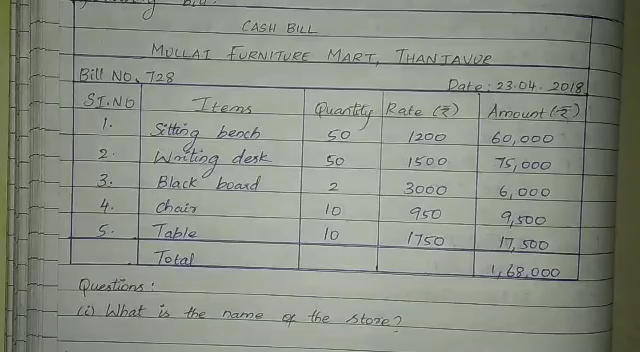 Bill.
CASH BILL
MULLAI FURNITURE MART, THANJAVUR
Bill NO. 728 Date: 23.04.2018
SI.NO Items Quantity Rate (₹) Amount (₹)
1. Sitting bench 50 1200 60,000
2. Writing desk 50 1500 75,000
3. Black board 2 3000 6,000
4. Chair 10 950 9,500
5. Table 10 1750 17,500
Total 1,68,000
Questions:
(i) What is the name of the store?